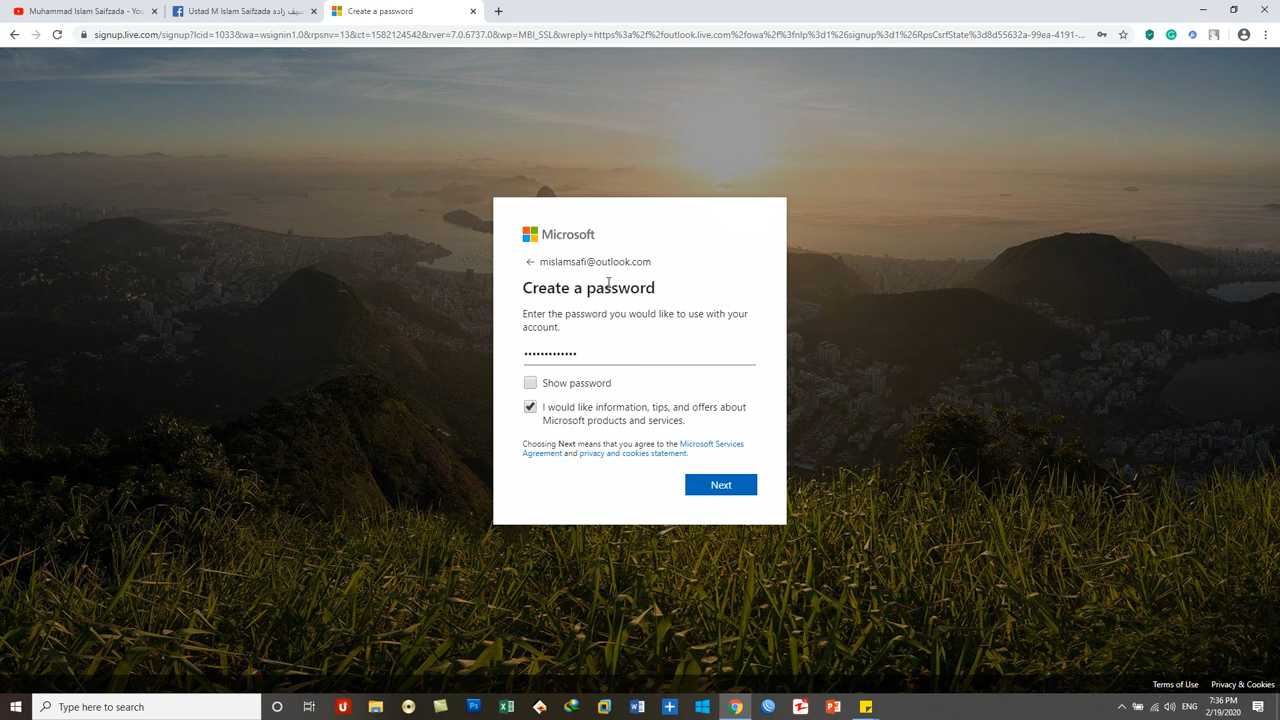 Muhammad Islam Saifzada - You
Ustad M Islam Saifzada - سیف زاده
Create a password
signup.live.com/signup?lcid=1033&wa=wsignin1.0&rpsnv=13&ct=1582124542&rver=7.0.6737.0&wp=MBI_SSL&wreply=https%3a%2f%2foutlook.live.com%2fowa%2f%3fnlp%3d1%26signup%3d1%26RpsCsrfState%3d8d55632a-99ea-4191-...
Microsoft
mislamsafi@outlook.com
Create a password
Enter the password you would like to use with your
account.
•••••••••••••
Show password
I would like information, tips, and offers about
Microsoft products and services.
Choosing Next means that you agree to the Microsoft Services
Agreement and privacy and cookies statement.
Next
Terms of Use Privacy & Cookies
Type here to search
ENG
7:36 PM
2/19/2020